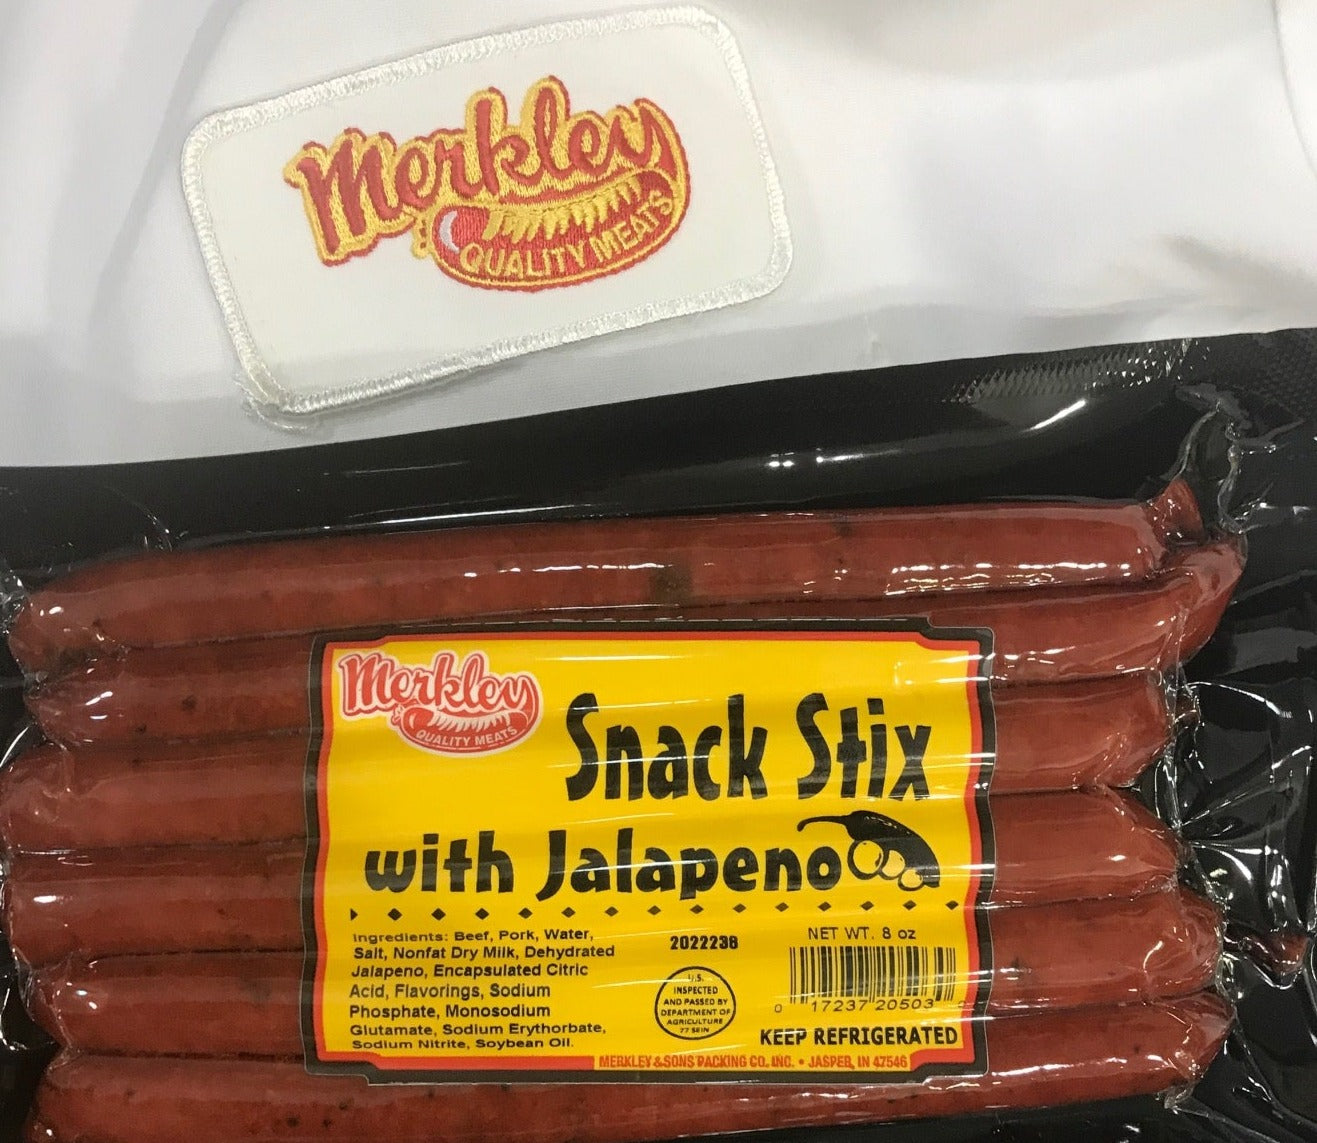 Merkley
& QUALITY MEATS
Merkley
& QUALITY MEATS
Snack Stix
with Jalapeno
Ingredients: Beef, Pork, Water,
Salt, Nonfat Dry Milk, Dehydrated
Jalapeno, Encapsulated Citric
Acid, Flavorings, Sodium
Phosphate, Monosodium
Glutamate, Sodium Erythorbate,
Sodium Nitrite, Soybean Oil.
2022238
U.S.
INSPECTED
AND PASSED BY
DEPARTMENT OF
AGRICULTURE
NET WT. 8 oz
0 17237 20503
KEEP REFRIGERATED
MERKLEY & SONS PACKING CO. INC. • JASPER, IN 47546